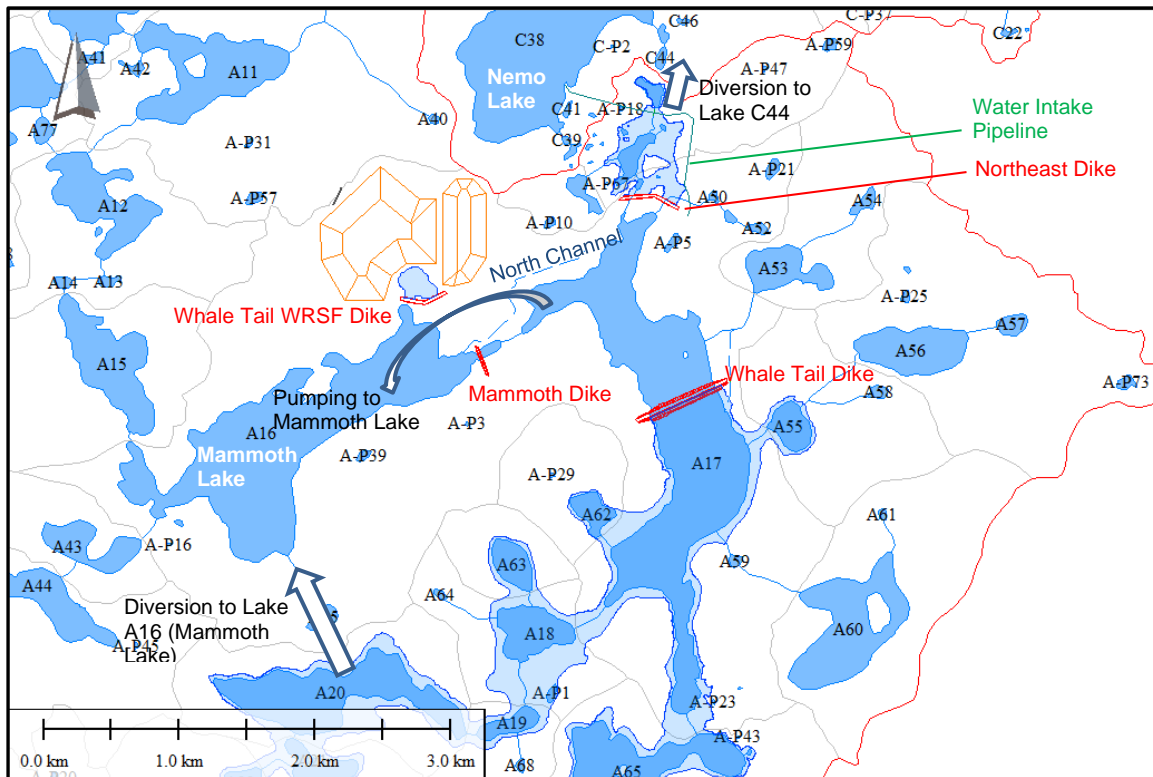 C-P37
C46
C38
C-P2
A-P59
C22
A41
A42
A11
C44
A-P47
Nemo
Lake
Diversion to
Lake C44
Water Intake
Pipeline
A77
A40
C41
A-P18
A-P31
C39
A-P21
Northeast Dike
A-P67
A50
A-P57
A12
A54
A-P10
A52
A-P5
North Channel
A53
A14
A13
A-P25
Whale Tail WRSF Dike
A57
A56
A15
Mammoth Dike
Whale Tail Dike
A-P73
Pumping to
Mammoth Lake
A58
A16
A-P3
A55
Mammoth
Lake
A-P39
A17
A-P29
A62
A61
A43
A-P16
A59
A63
A44
A64
Diversion to Lake
A16 (Mammoth
Lake)
A-P45
A18
A60
A20
A-P1
A-P23
A19
A-P43
0.0 km
1.0 km
2.0 km
3.0 km
A68
A65